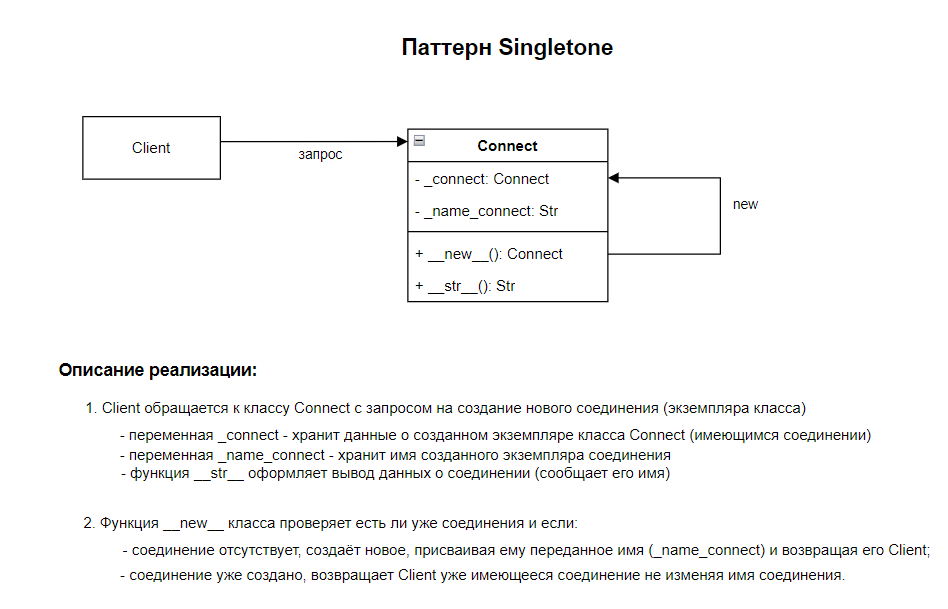 Паттерн Singletone
Client
запрос
Connect
- _connect: Connect
- _name_connect: Str
new
+ __new__(): Connect
+ __str__(): Str
Описание реализации:
1. Client обращается к классу Connect с запросом на создание нового соединения (экземпляра класса)
- переменная _connect - хранит данные о созданном экземпляре класса Connect (имеющимся соединении)
- переменная _name_connect - хранит имя созданного экземпляра соединения
- функция __str__ оформляет вывод данных о соединении (сообщает его имя)
2. Функция __new__ класса проверяет есть ли уже соединения и если:
- соединение отсутствует, создаёт новое, присваивая ему переданное имя (_name_connect) и возвращая его Client;
- соединение уже создано, возвращает Client уже имеющееся соединение не изменяя имя соединения.